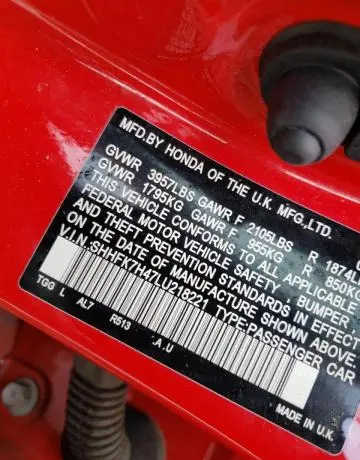 MFD.BY HONDA OF THE U.K. MFG.,LTD.
GVWR 3957LBS GAWR F 2105LBS R 1874
GVWR 1795KG GAWR F 955KG R 850K
THIS VEHICLE CONFORMS TO ALL APPLICABLE
FEDERAL MOTOR VEHICLE SAFETY, BUMPER
AND THEFT PREVENTION STANDARDS IN EFFECT
ON THE DATE OF MANUFACTURE SHOWN ABOVE.
V.I.N.:SHHFK7H47LU218221 TYPE:PASSENGER CAR
TGG L AL7 R513 .A.U
MADE IN U.K.